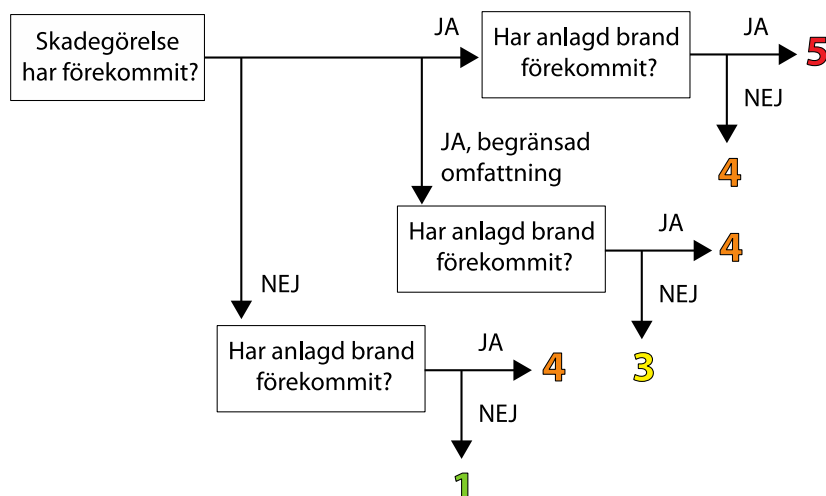 Skadegörelse
har förekommit?
JA
Har anlagd brand
förekommit?
JA
5
NEJ
4
JA, begränsad
omfattning
Har anlagd brand
förekommit?
JA
4
NEJ
3
NEJ
Har anlagd brand
förekommit?
JA
4
NEJ
1